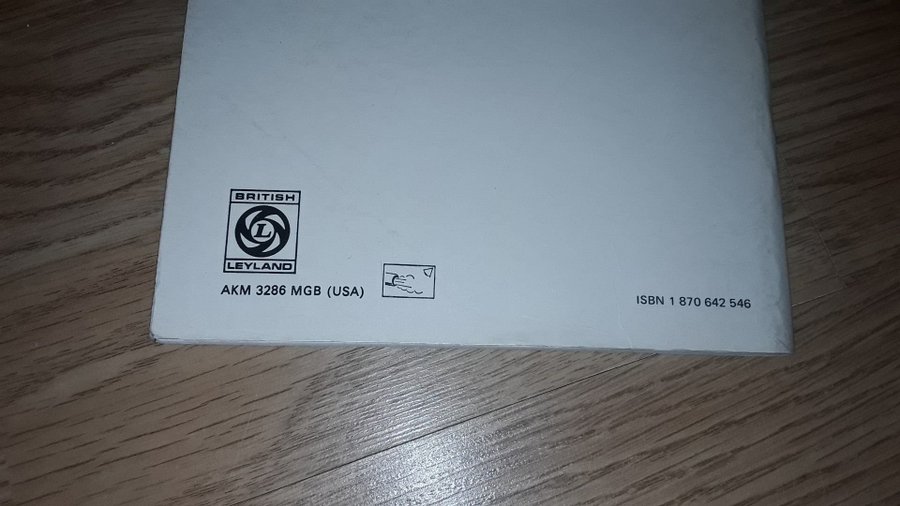 BRITISH
L
LEYLAND
AKM 3286 MGB (USA)
ISBN 1 870 642 546